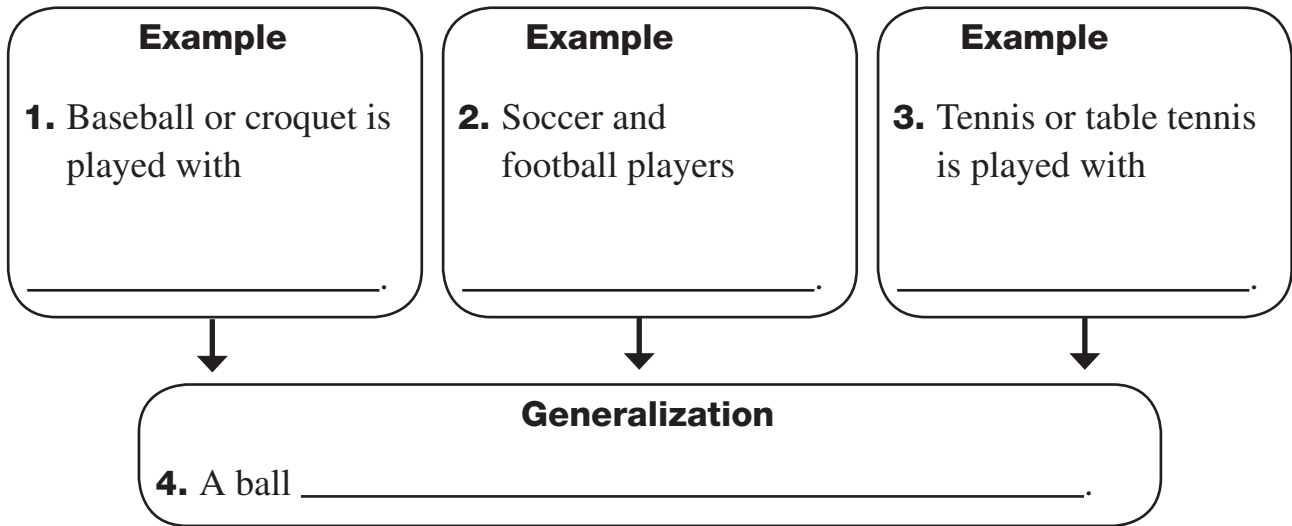 Example
1. Baseball or croquet is
played with
.
Example
2. Soccer and
football players
.
Example
3. Tennis or table tennis
is played with
.
Generalization
4. A ball .